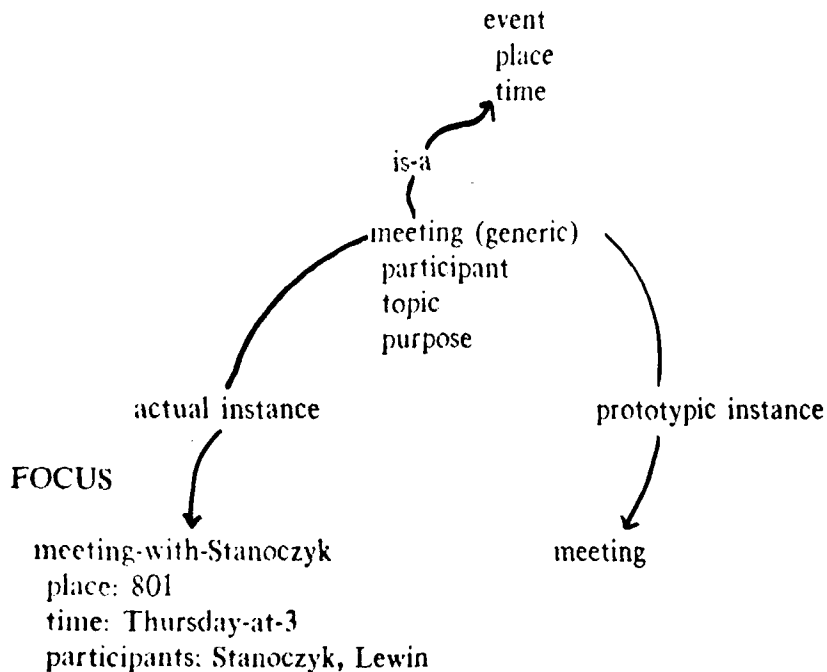 event
place
time
is-a
meeting (generic)
participant
topic
purpose
actual instance
prototypic instance
FOCUS
meeting-with-Stanoczyk
meeting
place: 801
time: Thursday-at-3
participants: Stanoczyk, Lewin